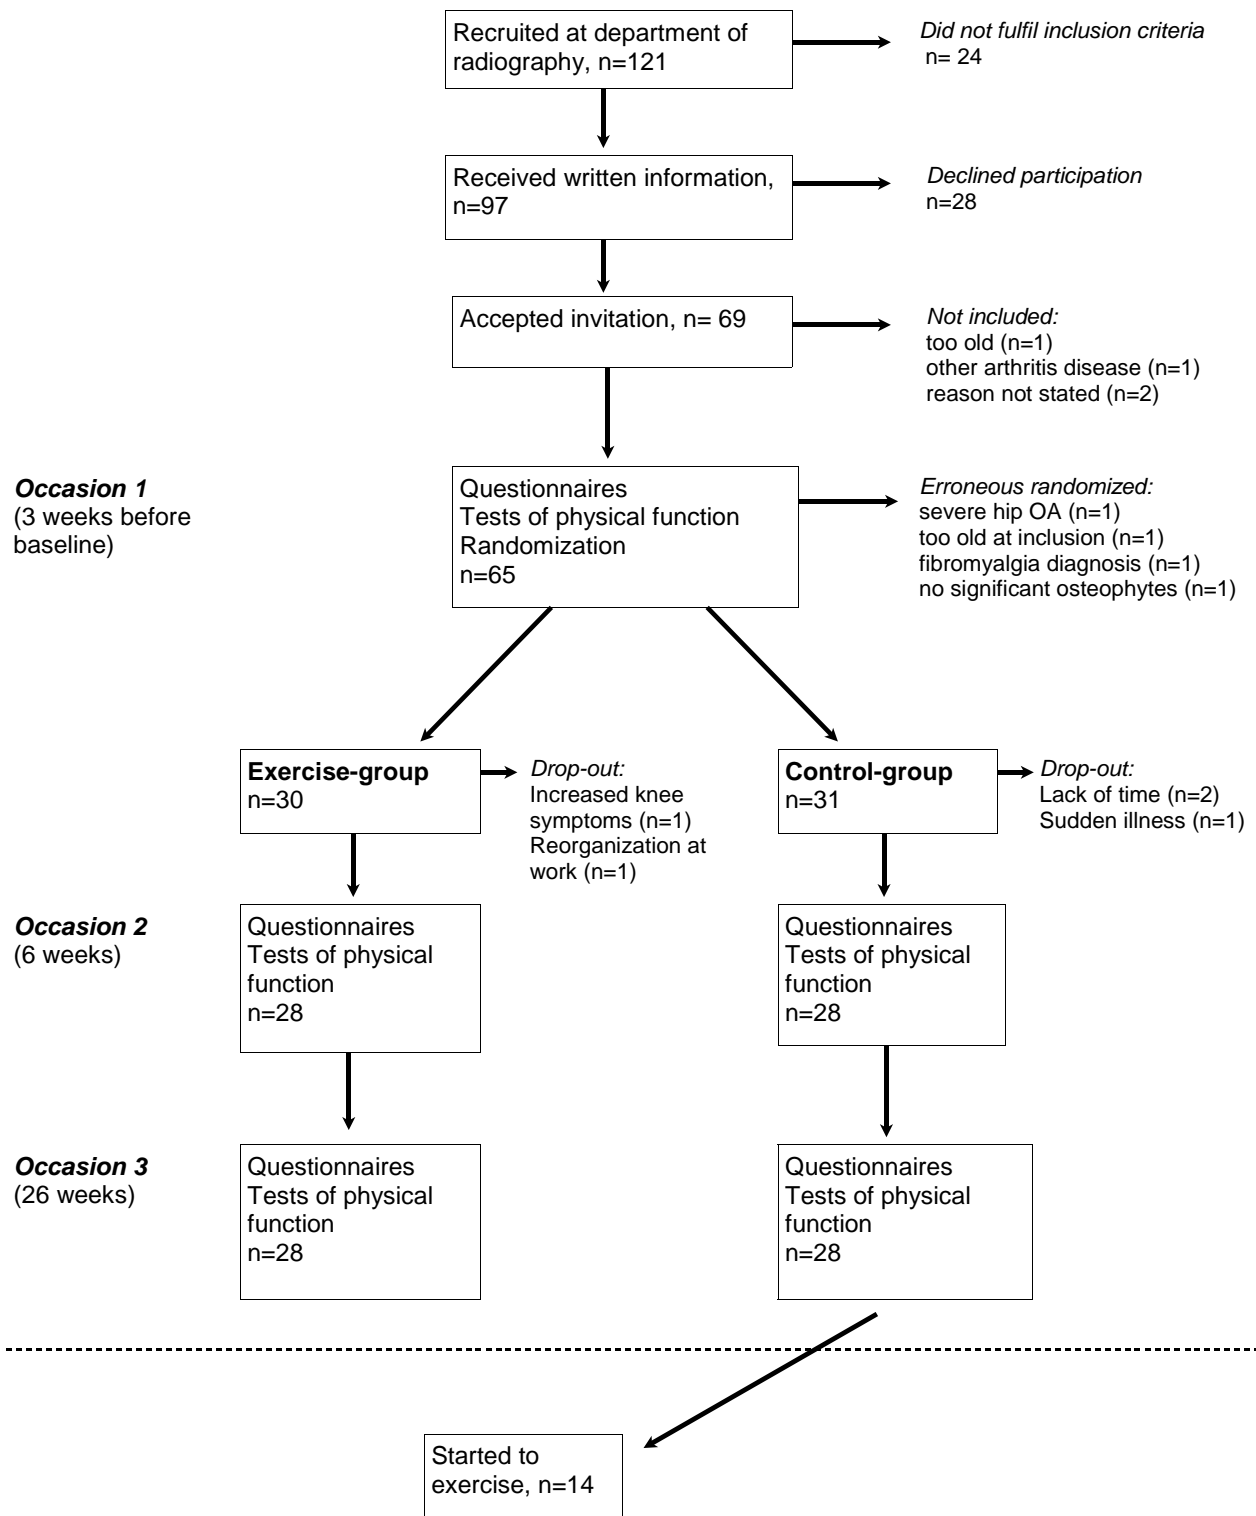 Recruited at department of
radiography, n=121
Did not fulfil inclusion criteria
n= 24
Received written information,
n=97
Declined participation
n=28
Accepted invitation, n= 69
Not included:
too old (n=1)
other arthritis disease (n=1)
reason not stated (n=2)
Occasion 1
(3 weeks before
baseline)
Questionnaires
Tests of physical function
Randomization
n=65
Erroneous randomized:
severe hip OA (n=1)
too old at inclusion (n=1)
fibromyalgia diagnosis (n=1)
no significant osteophytes (n=1)
Exercise-group
n=30
Drop-out:
Increased knee
symptoms (n=1)
Reorganization at
work (n=1)
Control-group
n=31
Drop-out:
Lack of time (n=2)
Sudden illness (n=1)
Occasion 2
(6 weeks)
Questionnaires
Tests of physical
function
n=28
Questionnaires
Tests of physical
function
n=28
Occasion 3
(26 weeks)
Questionnaires
Tests of physical
function
n=28
Questionnaires
Tests of physical
function
n=28
Started to
exercise, n=14